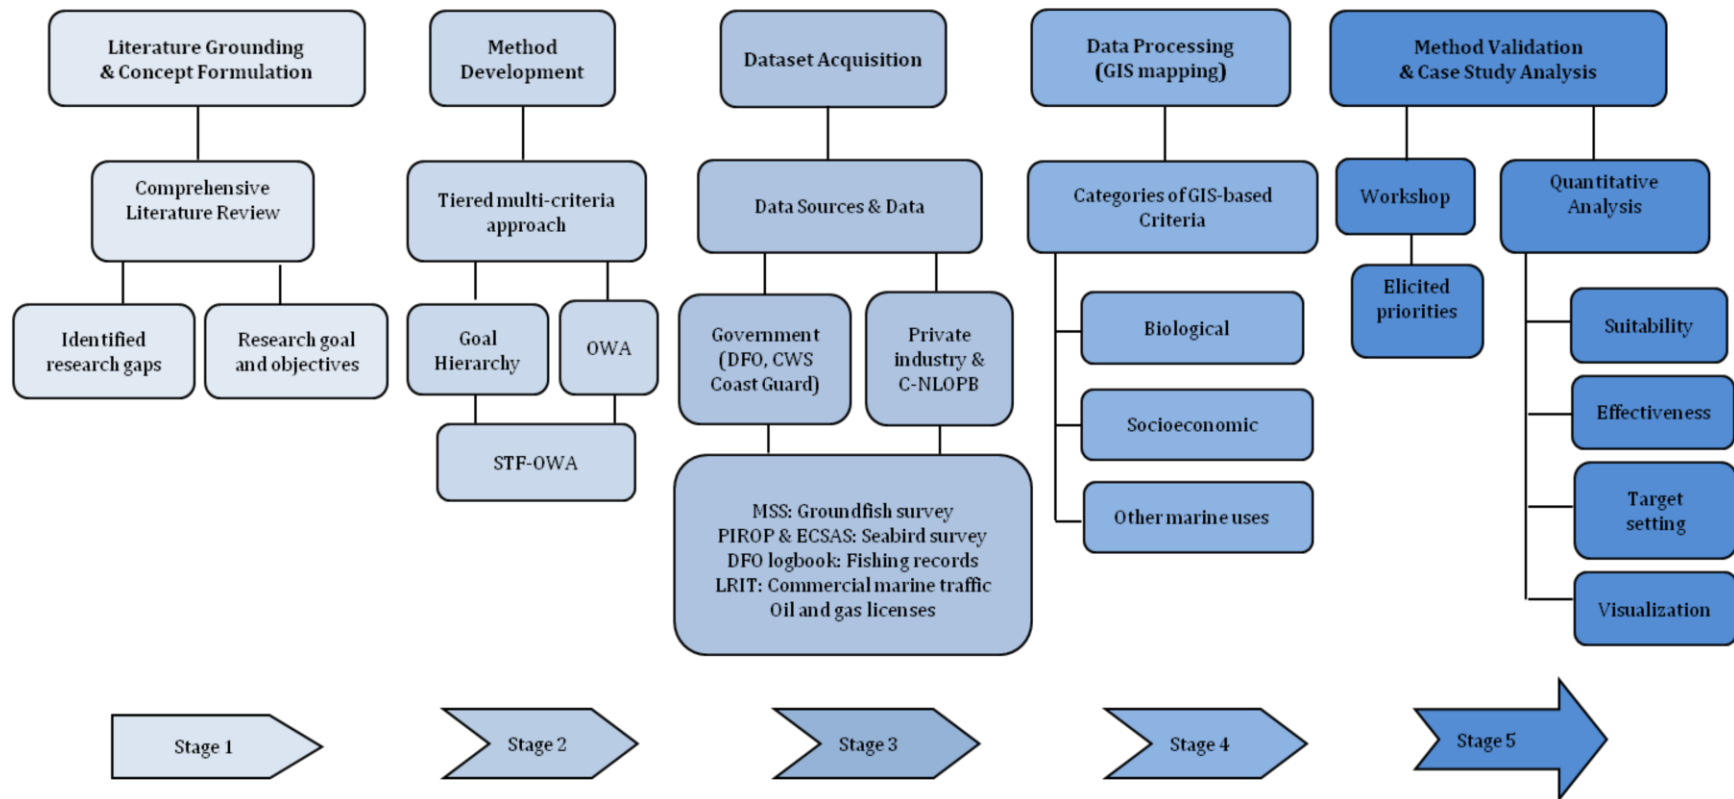 Literature Grounding
& Concept Formulation
Comprehensive
Literature Review
Identified
research gaps
Research goal
and objectives
Method
Development
Tiered multi-criteria
approach
Goal
Hierarchy
OWA
STF-OWA
Dataset Acquisition
Data Sources & Data
Government
(DFO, CWS
Coast Guard)
Private
industry &
C-NLOPB
MSS: Groundfish survey
PIROP & ECSAS: Seabird survey
DFO logbook: Fishing records
LRIT: Commercial marine traffic
Oil and gas licenses
Data Processing
(GIS mapping)
Categories of GIS-based
Criteria
Biological
Socioeconomic
Other marine uses
Method Validation
& Case Study Analysis
Workshop
Elicited
priorities
Quantitative
Analysis
Suitability
Effectiveness
Target
setting
Visualization
Stage 1
Stage 2
Stage 3
Stage 4
Stage 5